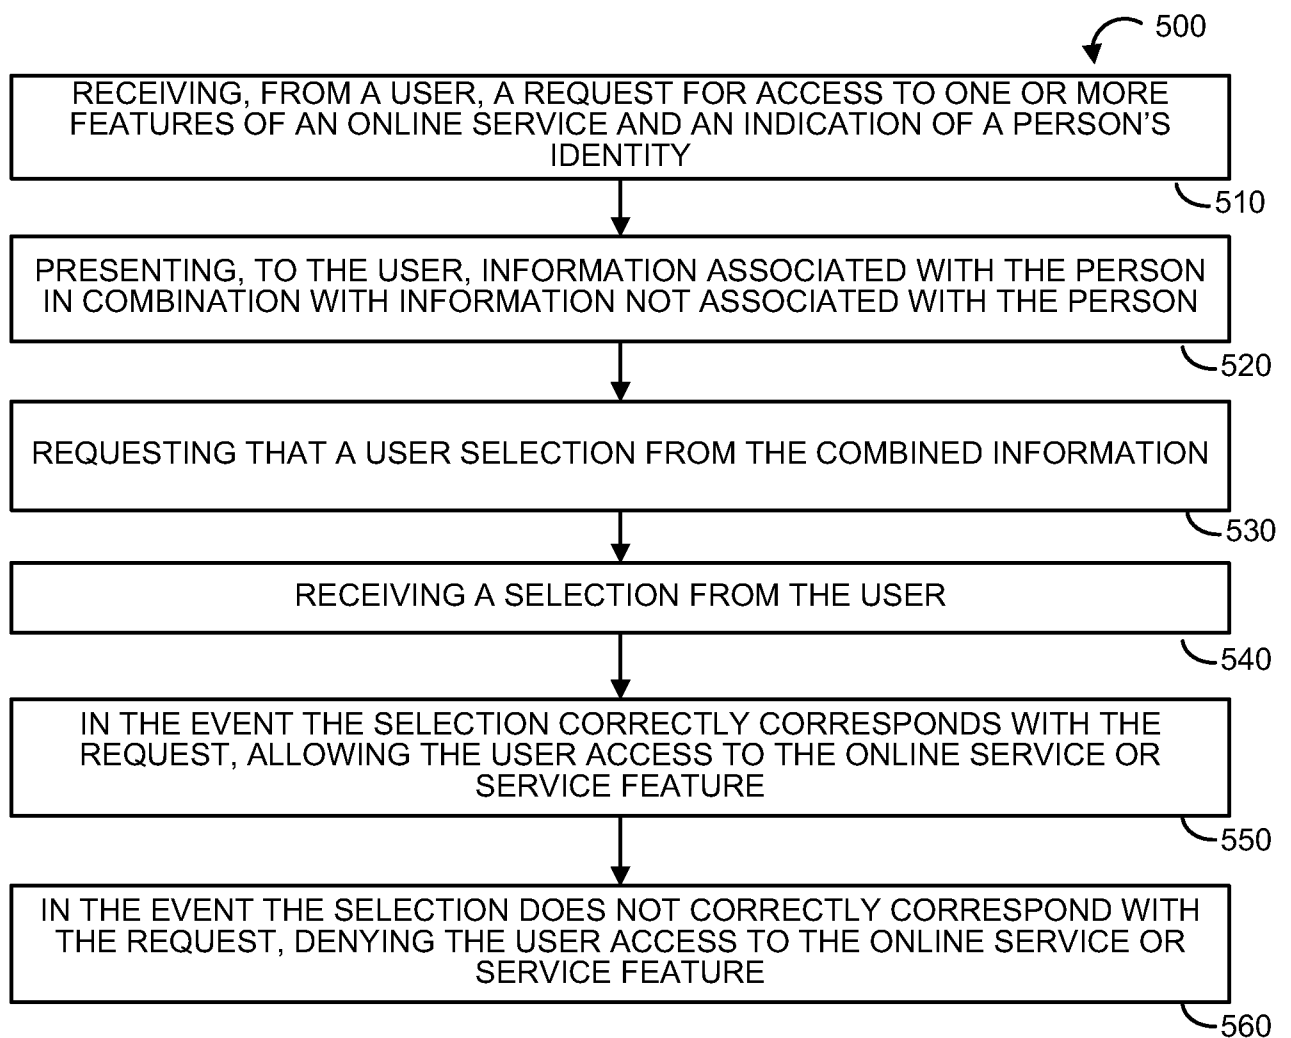 500
RECEIVING, FROM A USER, A REQUEST FOR ACCESS TO ONE OR MORE
FEATURES OF AN ONLINE SERVICE AND AN INDICATION OF A PERSON'S
IDENTITY
510
PRESENTING, TO THE USER, INFORMATION ASSOCIATED WITH THE PERSON
IN COMBINATION WITH INFORMATION NOT ASSOCIATED WITH THE PERSON
520
REQUESTING THAT A USER SELECTION FROM THE COMBINED INFORMATION
530
RECEIVING A SELECTION FROM THE USER
540
IN THE EVENT THE SELECTION CORRECTLY CORRESPONDS WITH THE
REQUEST, ALLOWING THE USER ACCESS TO THE ONLINE SERVICE OR
SERVICE FEATURE
550
IN THE EVENT THE SELECTION DOES NOT CORRECTLY CORRESPOND WITH
THE REQUEST, DENYING THE USER ACCESS TO THE ONLINE SERVICE OR
SERVICE FEATURE
560